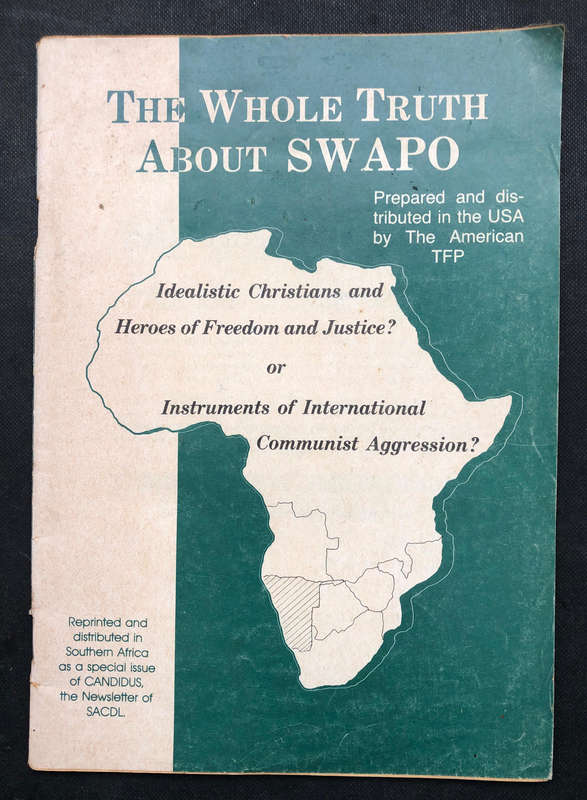 THE WHOLE TRUTH
ABOUT SWAPO
Prepared and dis-
tributed in the USA
by The American
TFP
Idealistic Christians and
Heroes of Freedom and Justice?
or
Instruments of International
Communist Aggression?
Reprinted and
distributed in
Southern Africa
as a special issue
of CANDIDUS,
the Newsletter of
SACDL.